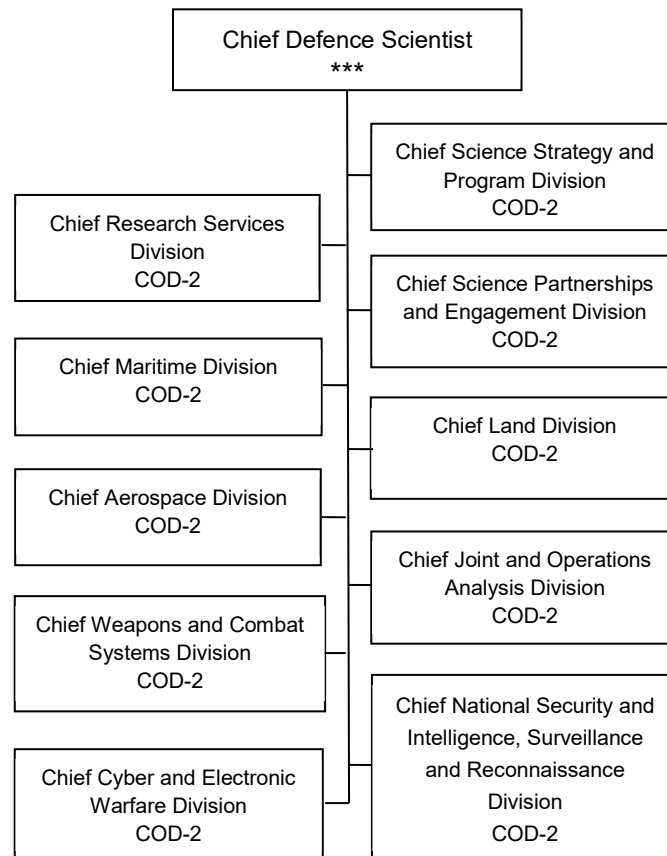 Chief Defence Scientist
***
Chief Science Strategy and
Program Division
COD-2
Chief Research Services
Division
COD-2
Chief Science Partnerships
and Engagement Division
COD-2
Chief Maritime Division
COD-2
Chief Land Division
COD-2
Chief Aerospace Division
COD-2
Chief Joint and Operations
Analysis Division
COD-2
Chief Weapons and Combat
Systems Division
COD-2
Chief National Security and
Intelligence, Surveillance
and Reconnaissance
Division
COD-2
Chief Cyber and Electronic
Warfare Division
COD-2